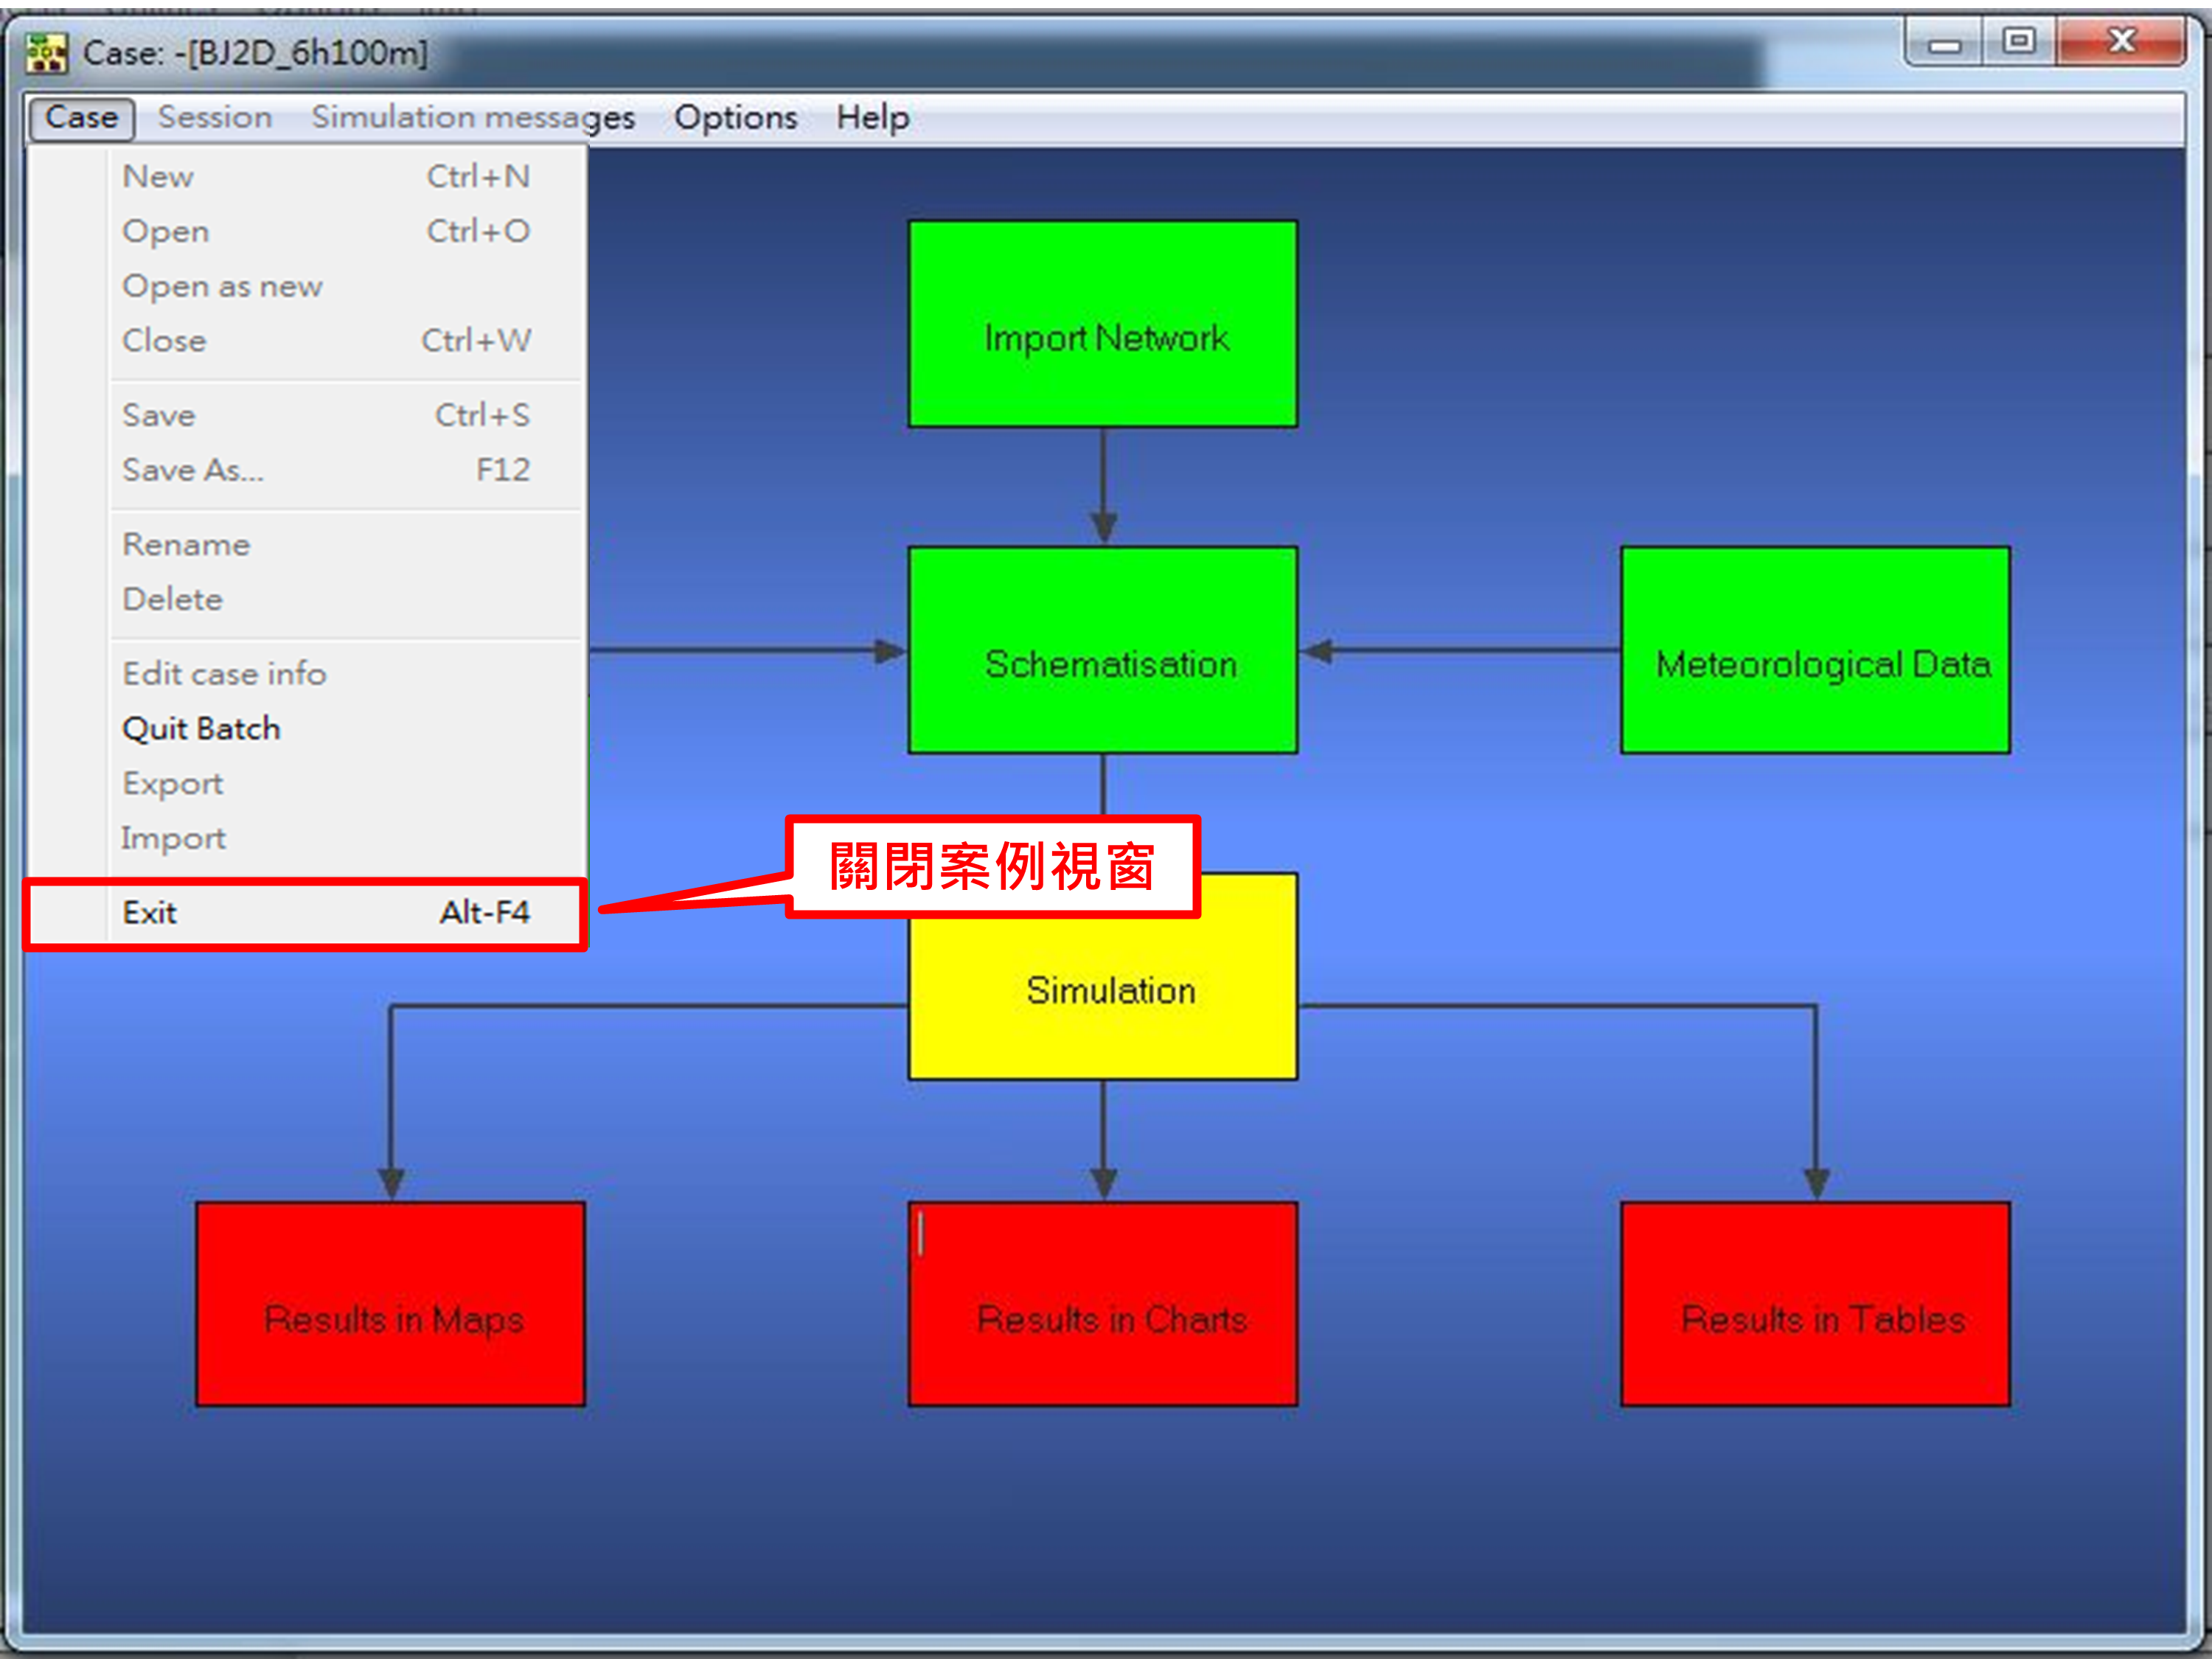 Case: -[BJ2D_6h100m]
Case Session Simulation messages Options Help
New Ctrl+N
Open Ctrl+O
Open as new
Close Ctrl+W
Save Ctrl+S
Save As... F12
Rename
Delete
Edit case info
Quit Batch
Export
Import
Exit Alt-F4
Import Network
Schematisation
Meteorological Data
關閉案例視窗
Simulation
Results in Maps
Results in Charts
Results in Tables